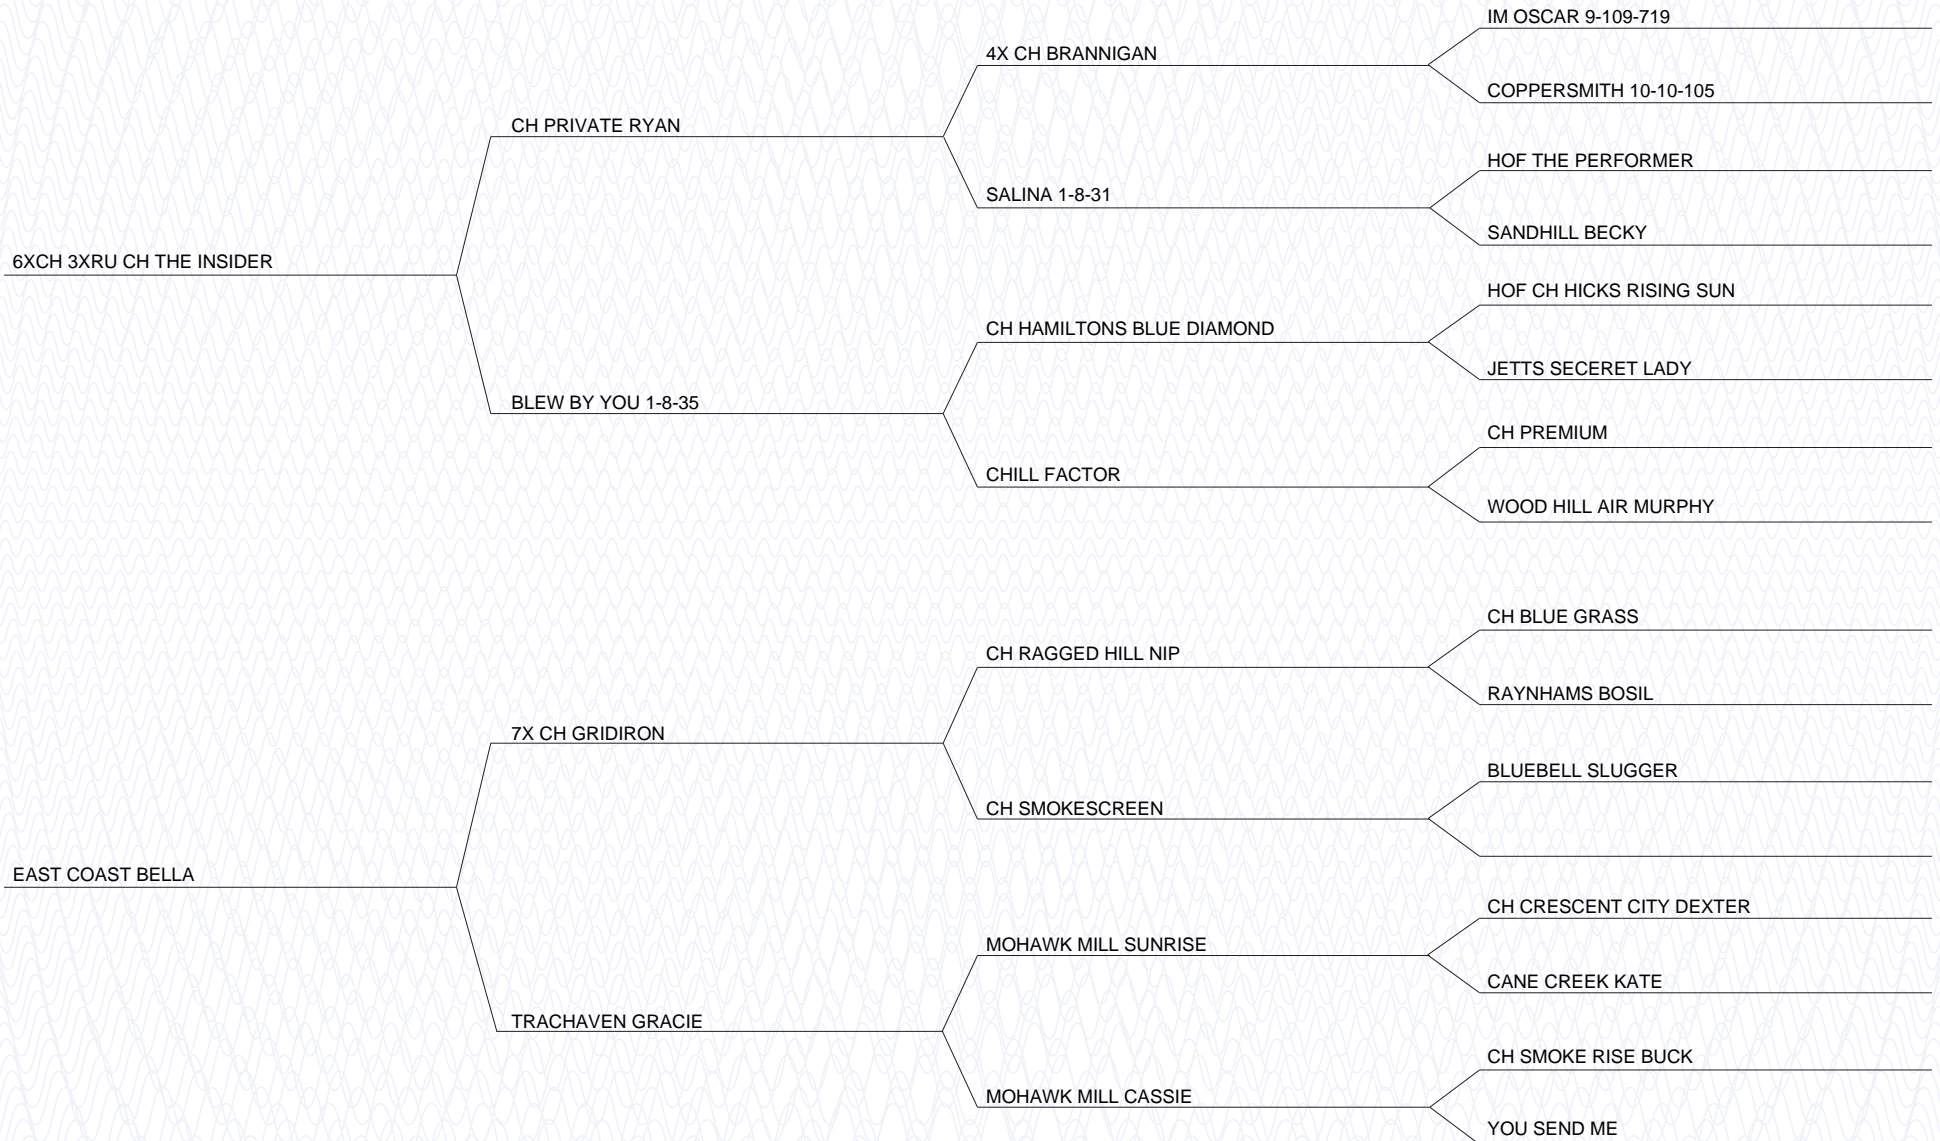 IM OSCAR 9-109-719
4X CH BRANNIGAN
COPPERSMITH 10-10-105
CH PRIVATE RYAN
HOF THE PERFORMER
SALINA 1-8-31
SANDHILL BECKY
6XCH 3XRU CH THE INSIDER
HOF CH HICKS RISING SUN
CH HAMILTONS BLUE DIAMOND
JETTS SECERET LADY
BLEW BY YOU 1-8-35
CH PREMIUM
CHILL FACTOR
WOOD HILL AIR MURPHY
CH BLUE GRASS
CH RAGGED HILL NIP
RAYNHAMS BOSIL
7X CH GRIDIRON
BLUEBELL SLUGGER
CH SMOKESCREEN
EAST COAST BELLA
CH CRESCENT CITY DEXTER
MOHAWK MILL SUNRISE
CANE CREEK KATE
TRACHAVEN GRACIE
CH SMOKE RISE BUCK
MOHAWK MILL CASSIE
YOU SEND ME